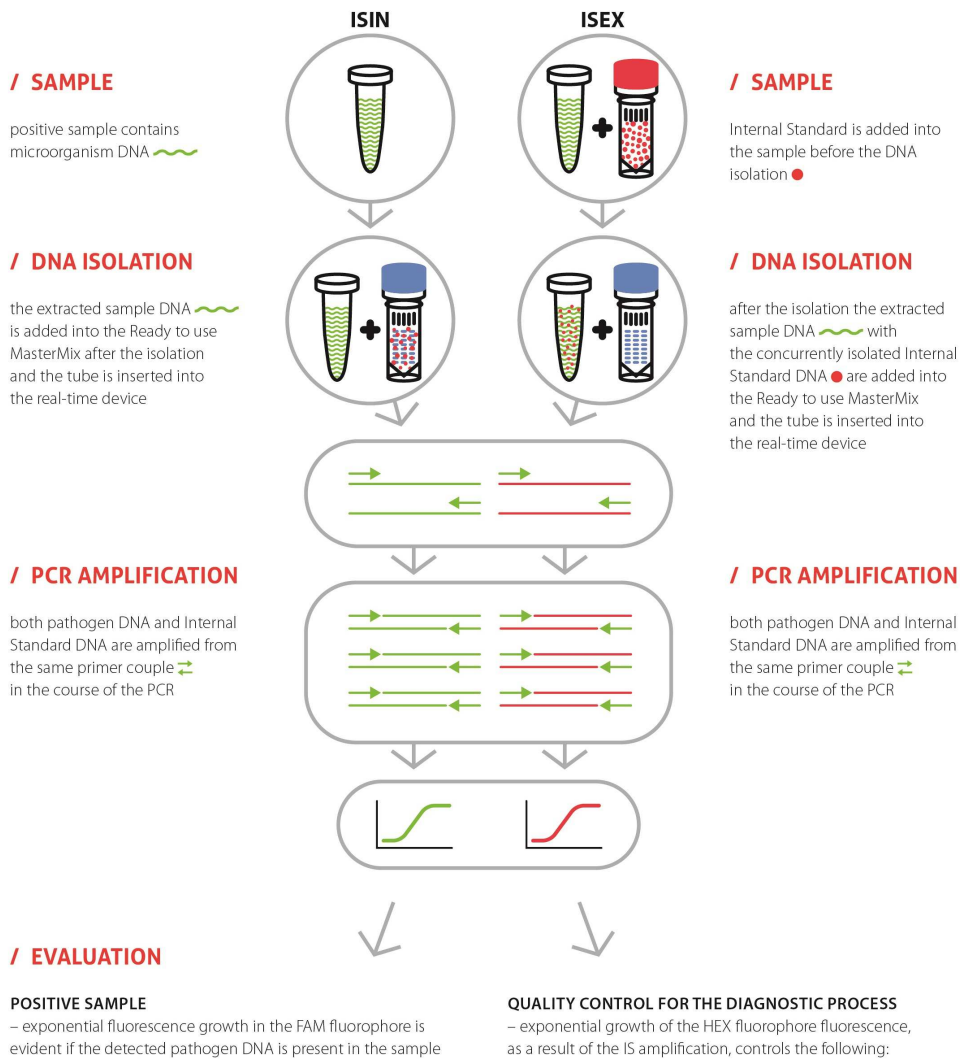 ISIN
ISEX
/ SAMPLE
positive sample contains
microorganism DNA
/ SAMPLE
Internal Standard is added into
the sample before the DNA
isolation
/ DNA ISOLATION
the extracted sample DNA
is added into the Ready to use
MasterMix after the isolation
and the tube is inserted into
the real-time device
/ DNA ISOLATION
after the isolation the extracted
sample DNA with
the concurrently isolated Internal
Standard DNA are added into
the Ready to use MasterMix
and the tube is inserted into
the real-time device
/ PCR AMPLIFICATION
both pathogen DNA and Internal
Standard DNA are amplified from
the same primer couple
in the course of the PCR
/ PCR AMPLIFICATION
both pathogen DNA and Internal
Standard DNA are amplified from
the same primer couple
in the course of the PCR
/ EVALUATION
POSITIVE SAMPLE
– exponential fluorescence growth in the FAM fluorophore is
evident if the detected pathogen DNA is present in the sample
QUALITY CONTROL FOR THE DIAGNOSTIC PROCESS
– exponential growth of the HEX fluorophore fluorescence,
as a result of the IS amplification, controls the following: